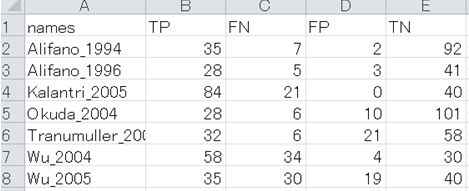 A B C D E
1 names TP FN FP TN
2 Alifano_1994 35 7 2 92
3 Alifano_1996 28 5 3 41
4 Kalantri_2005 84 21 0 40
5 Okuda_2004 28 6 10 101
6 Tranumuller_200 32 6 21 58
7 Wu_2004 58 34 4 30
8 Wu_2005 35 30 19 40